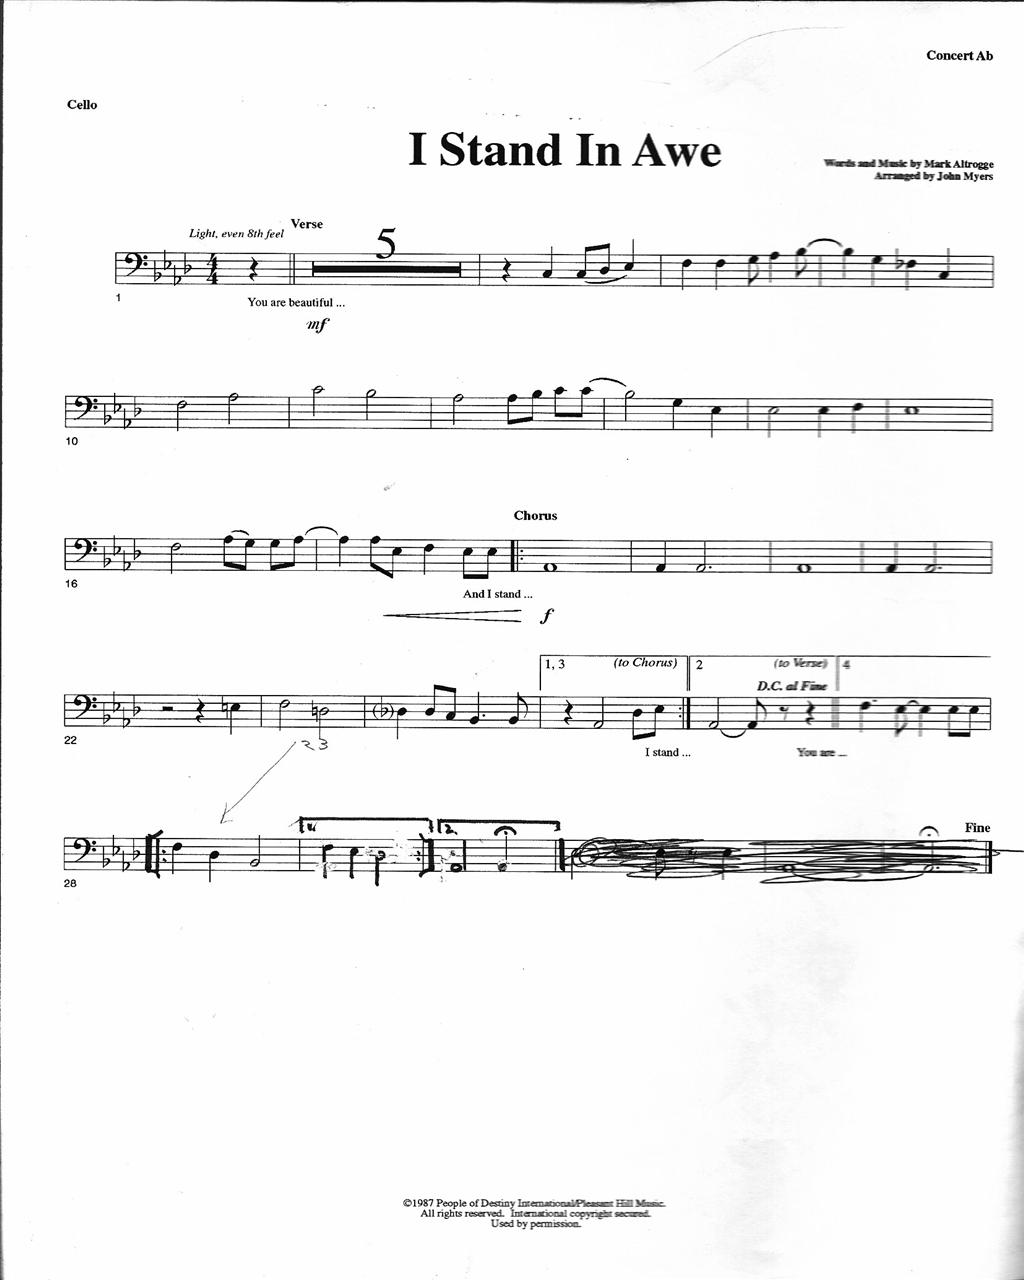 Concert Ab
Cello
I Stand In Awe
Words and Music by Mark Altrogge
Arranged by John Myers
Light, even 8th feel
Verse
5
1
You are beautiful ...
mf
10
Chorus
16
And I stand ...
f
1, 3 (to Chorus) 2 (to Verse) 4
D.C. al Fine
22
23
I stand ... You are ...
1. 2.
Fine
28
©1987 People of Destiny International/Pleasant Hill Music.
All rights reserved. International copyright secured.
Used by permission.